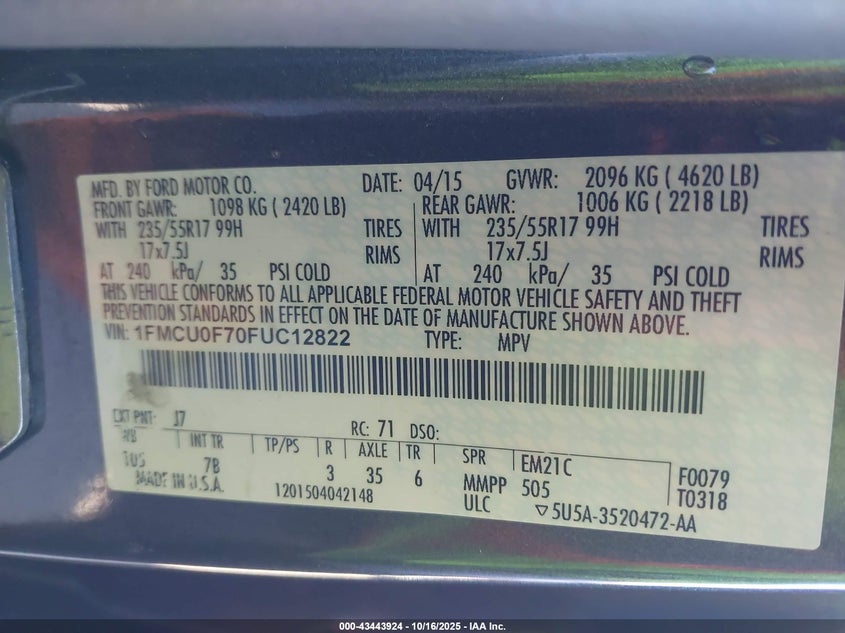 MFD. BY FORD MOTOR CO. DATE: 04/15 GVWR: 2096 KG ( 4620 LB)
FRONT GAWR: 1098 KG ( 2420 LB) REAR GAWR: 1006 KG ( 2218 LB)
WITH 235/55R17 99H TIRES WITH 235/55R17 99H TIRES
17x7.5J RIMS 17x7.5J RIMS
AT 240 kPa/ 35 PSI COLD AT 240 kPa/ 35 PSI COLD
THIS VEHICLE CONFORMS TO ALL APPLICABLE FEDERAL MOTOR VEHICLE SAFETY AND THEFT
PREVENTION STANDARDS IN EFFECT ON THE DATE OF MANUFACTURE SHOWN ABOVE.
VIN: 1FMCU0F70FUC12822 TYPE: MPV
EXT PNT: J7 RC: 71 DSO:
WB INT TR TP/PS R AXLE TR SPR EM21C F0079
105 7B 3 35 6 MMPP 505 T0318
MADE IN U.S.A. 1201504042148 ULC ▽5U5A-3520472-AA
000-43443924 | 10/16/2025 - IAA Inc.